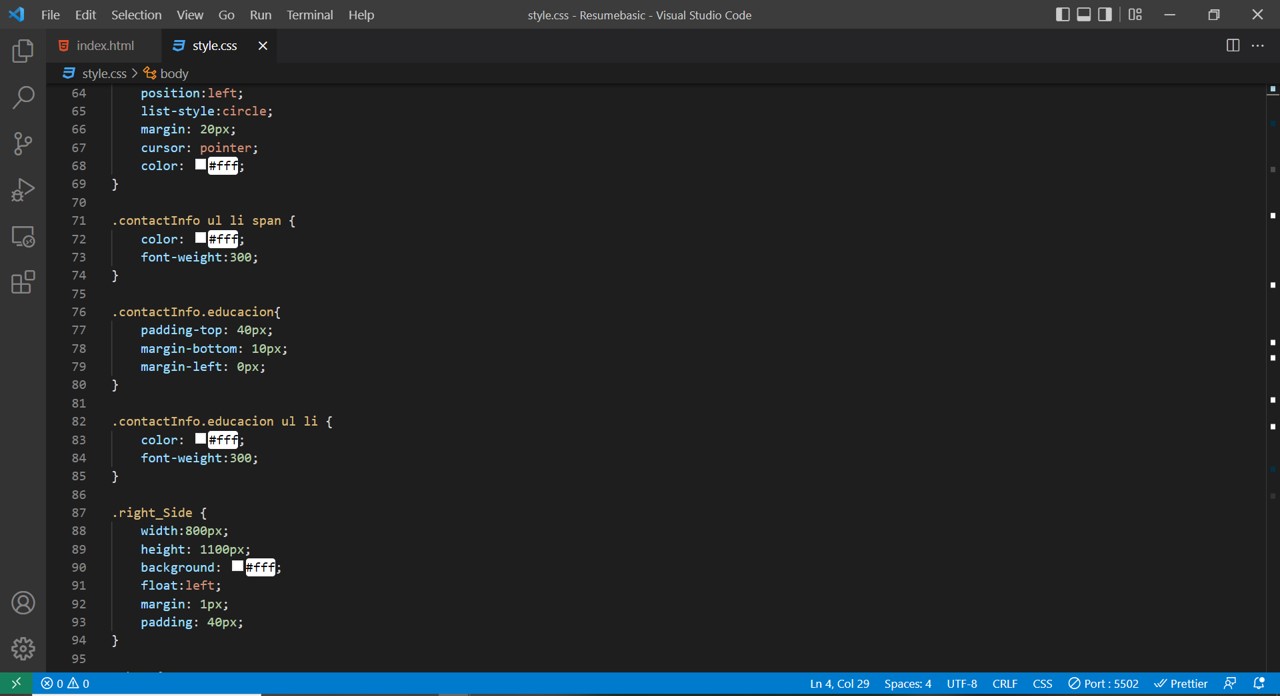 File Edit Selection View Go Run Terminal Help style.css - Resumebasic - Visual Studio Code
index.html style.css
style.css > body
64 position:left;
65 list-style:circle;
66 margin: 20px;
67 cursor: pointer;
68 color: #fff;
69 }
70
71 .contactInfo ul li span {
72 color: #fff;
73 font-weight:300;
74 }
75
76 .contactInfo.educacion{
77 padding-top: 40px;
78 margin-bottom: 10px;
79 margin-left: 0px;
80 }
81
82 .contactInfo.educacion ul li {
83 color: #fff;
84 font-weight:300;
85 }
86
87 .right_Side {
88 width:800px;
89 height: 1100px;
90 background: #fff;
91 float:left;
92 margin: 1px;
93 padding: 40px;
94 }
95
0 0 Ln 4, Col 29 Spaces: 4 UTF-8 CRLF CSS Port : 5502 Prettier